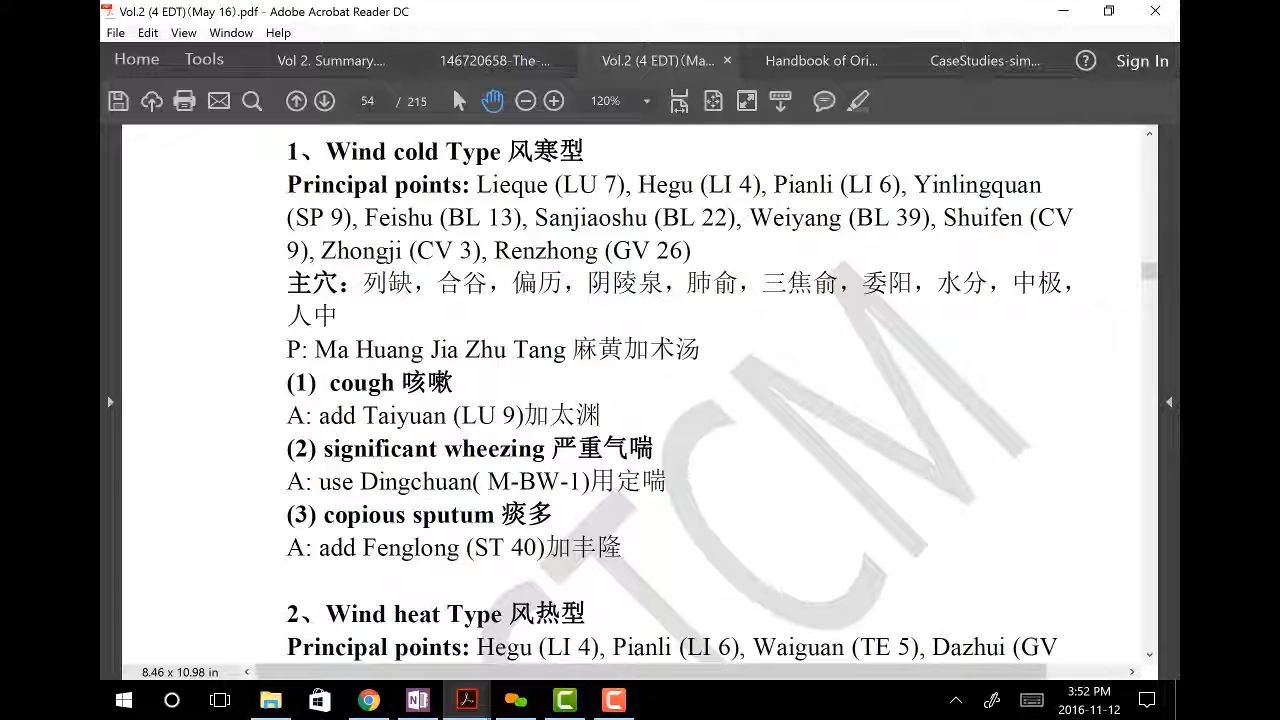 Vol.2 (4 EDT)(May 16).pdf - Adobe Acrobat Reader DC
File Edit View Window Help
Home Tools Vol 2. Summary.... 146720658-The-... Vol.2 (4 EDT)(Ma... × Handbook of Ori... CaseStudies-sim... ? Sign In
54 / 215 120%
1、Wind cold Type 风寒型
Principal points: Lieque (LU 7), Hegu (LI 4), Pianli (LI 6), Yinlingquan
(SP 9), Feishu (BL 13), Sanjiaoshu (BL 22), Weiyang (BL 39), Shuifen (CV
9), Zhongji (CV 3), Renzhong (GV 26)
主穴：列缺，合谷，偏历，阴陵泉，肺俞，三焦俞，委阳，水分，中极，
人中
P: Ma Huang Jia Zhu Tang 麻黄加术汤
(1) cough 咳嗽
A: add Taiyuan (LU 9)加太渊
(2) significant wheezing 严重气喘
A: use Dingchuan( M-BW-1)用定喘
(3) copious sputum 痰多
A: add Fenglong (ST 40)加丰隆
2、Wind heat Type 风热型
Principal points: Hegu (LI 4), Pianli (LI 6), Waiguan (TE 5), Dazhui (GV
STCM
8.46 x 10.98 in
3:52 PM
2016-11-12